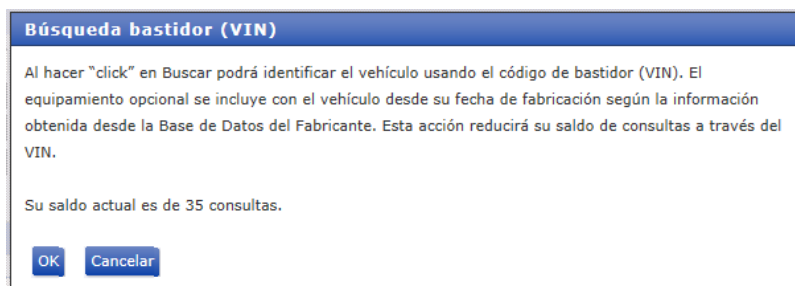 Búsqueda bastidor (VIN)
Al hacer "click" en Buscar podrá identificar el vehículo usando el código de bastidor (VIN). El
equipamiento opcional se incluye con el vehículo desde su fecha de fabricación según la información
obtenida desde la Base de Datos del Fabricante. Esta acción reducirá su saldo de consultas a través del
VIN.
Su saldo actual es de 35 consultas.
OK Cancelar